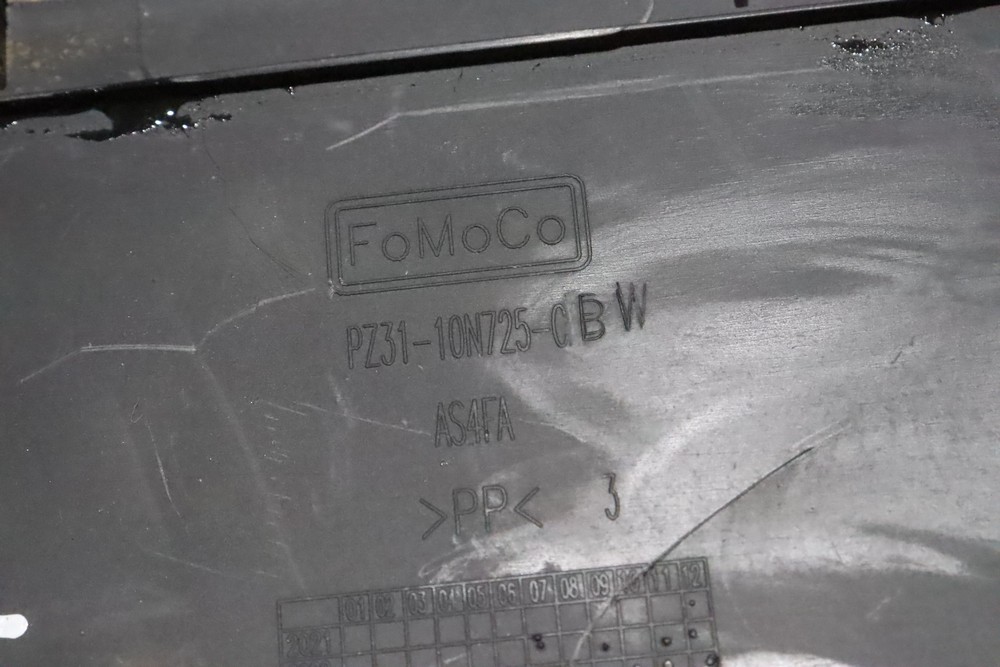 FoMoCo
PZ31-10N725-CBW
AS4FA
>PP< 3
01 02 03 04 05 06 07 08 09 10 11 12
2021